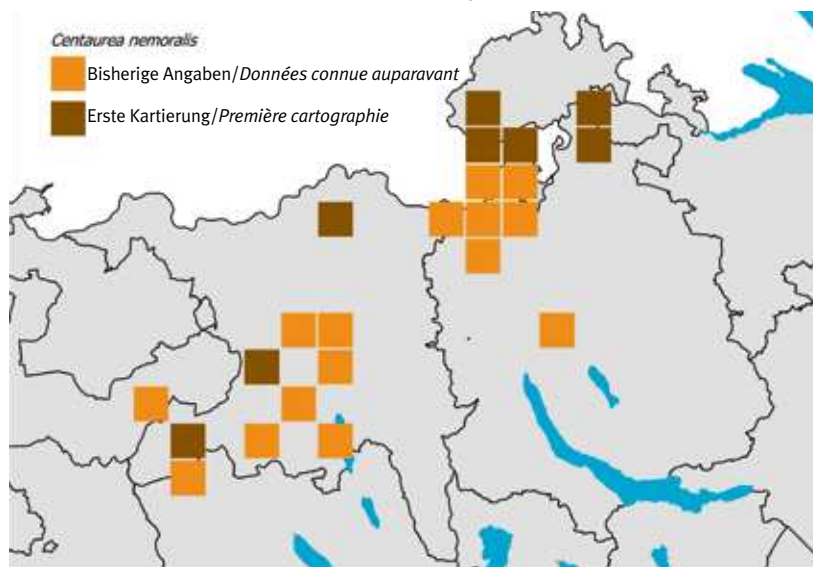 Centaurea nemoralis
Bisherige Angaben/Données connue auparavant
Erste Kartierung/Première cartographie